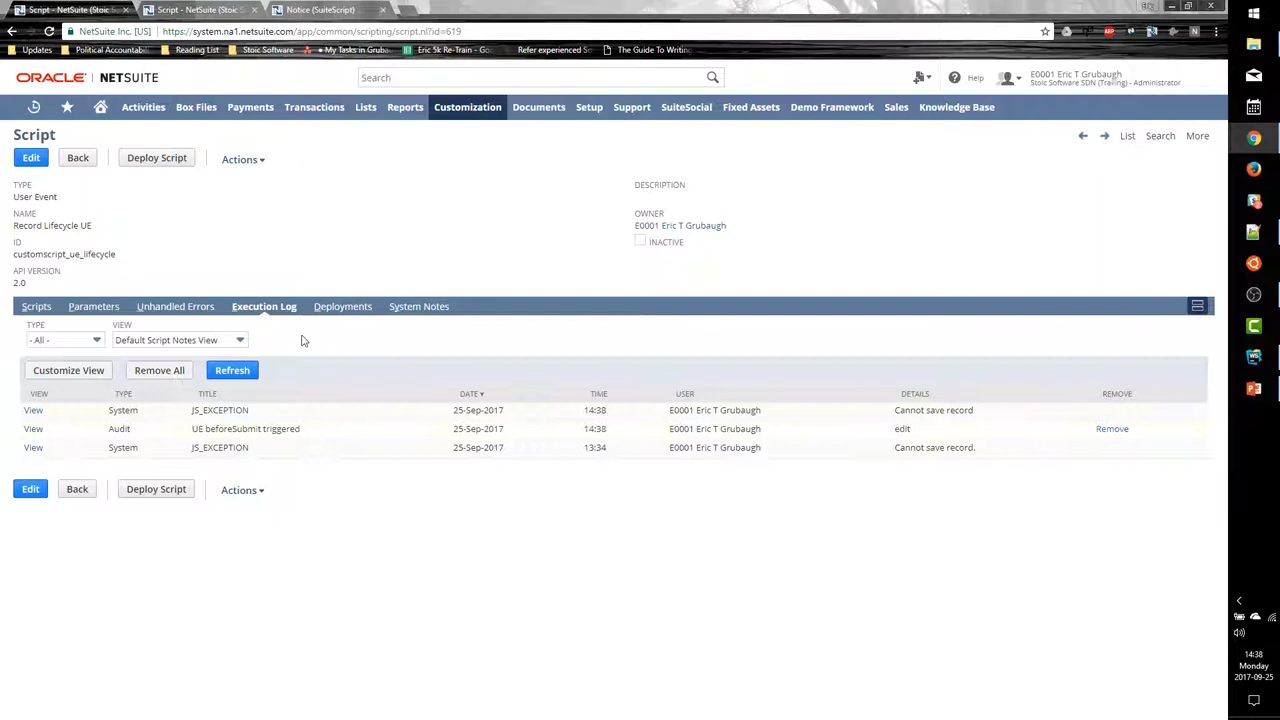 Script - NetSuite (Stoic S
Script - NetSuite (Stoic S
Notice (SuiteScript)
NetSuite Inc. [US]
https://system.na1.netsuite.com/app/common/scripting/script.nl?id=619
Updates
Political Accountab
Reading List
Stoic Software
My Tasks in Gruba
Eric 5k Re-Train - Go
Refer experienced So
The Guide To Writin
ORACLE NETSUITE
Search
Help
E0001 Eric T Grubaugh
Stoic Software SDN (Trailing) - Administrator
Activities Box Files Payments Transactions Lists Reports Customization Documents Setup Support SuiteSocial Fixed Assets Demo Framework Sales Knowledge Base
Script
List Search More
Edit Back Deploy Script Actions
TYPE
User Event
NAME
Record Lifecycle UE
ID
customscript_ue_lifecycle
API VERSION
2.0
DESCRIPTION
OWNER
E0001 Eric T Grubaugh
INACTIVE
Scripts Parameters Unhandled Errors Execution Log Deployments System Notes
TYPE VIEW
- All - Default Script Notes View
Customize View Remove All Refresh
VIEW TYPE TITLE DATE TIME USER DETAILS REMOVE
View System JS_EXCEPTION 25-Sep-2017 14:38 E0001 Eric T Grubaugh Cannot save record
View Audit UE beforeSubmit triggered 25-Sep-2017 14:38 E0001 Eric T Grubaugh edit Remove
View System JS_EXCEPTION 25-Sep-2017 13:34 E0001 Eric T Grubaugh Cannot save record.
Edit Back Deploy Script Actions
14:38
Monday
2017-09-25